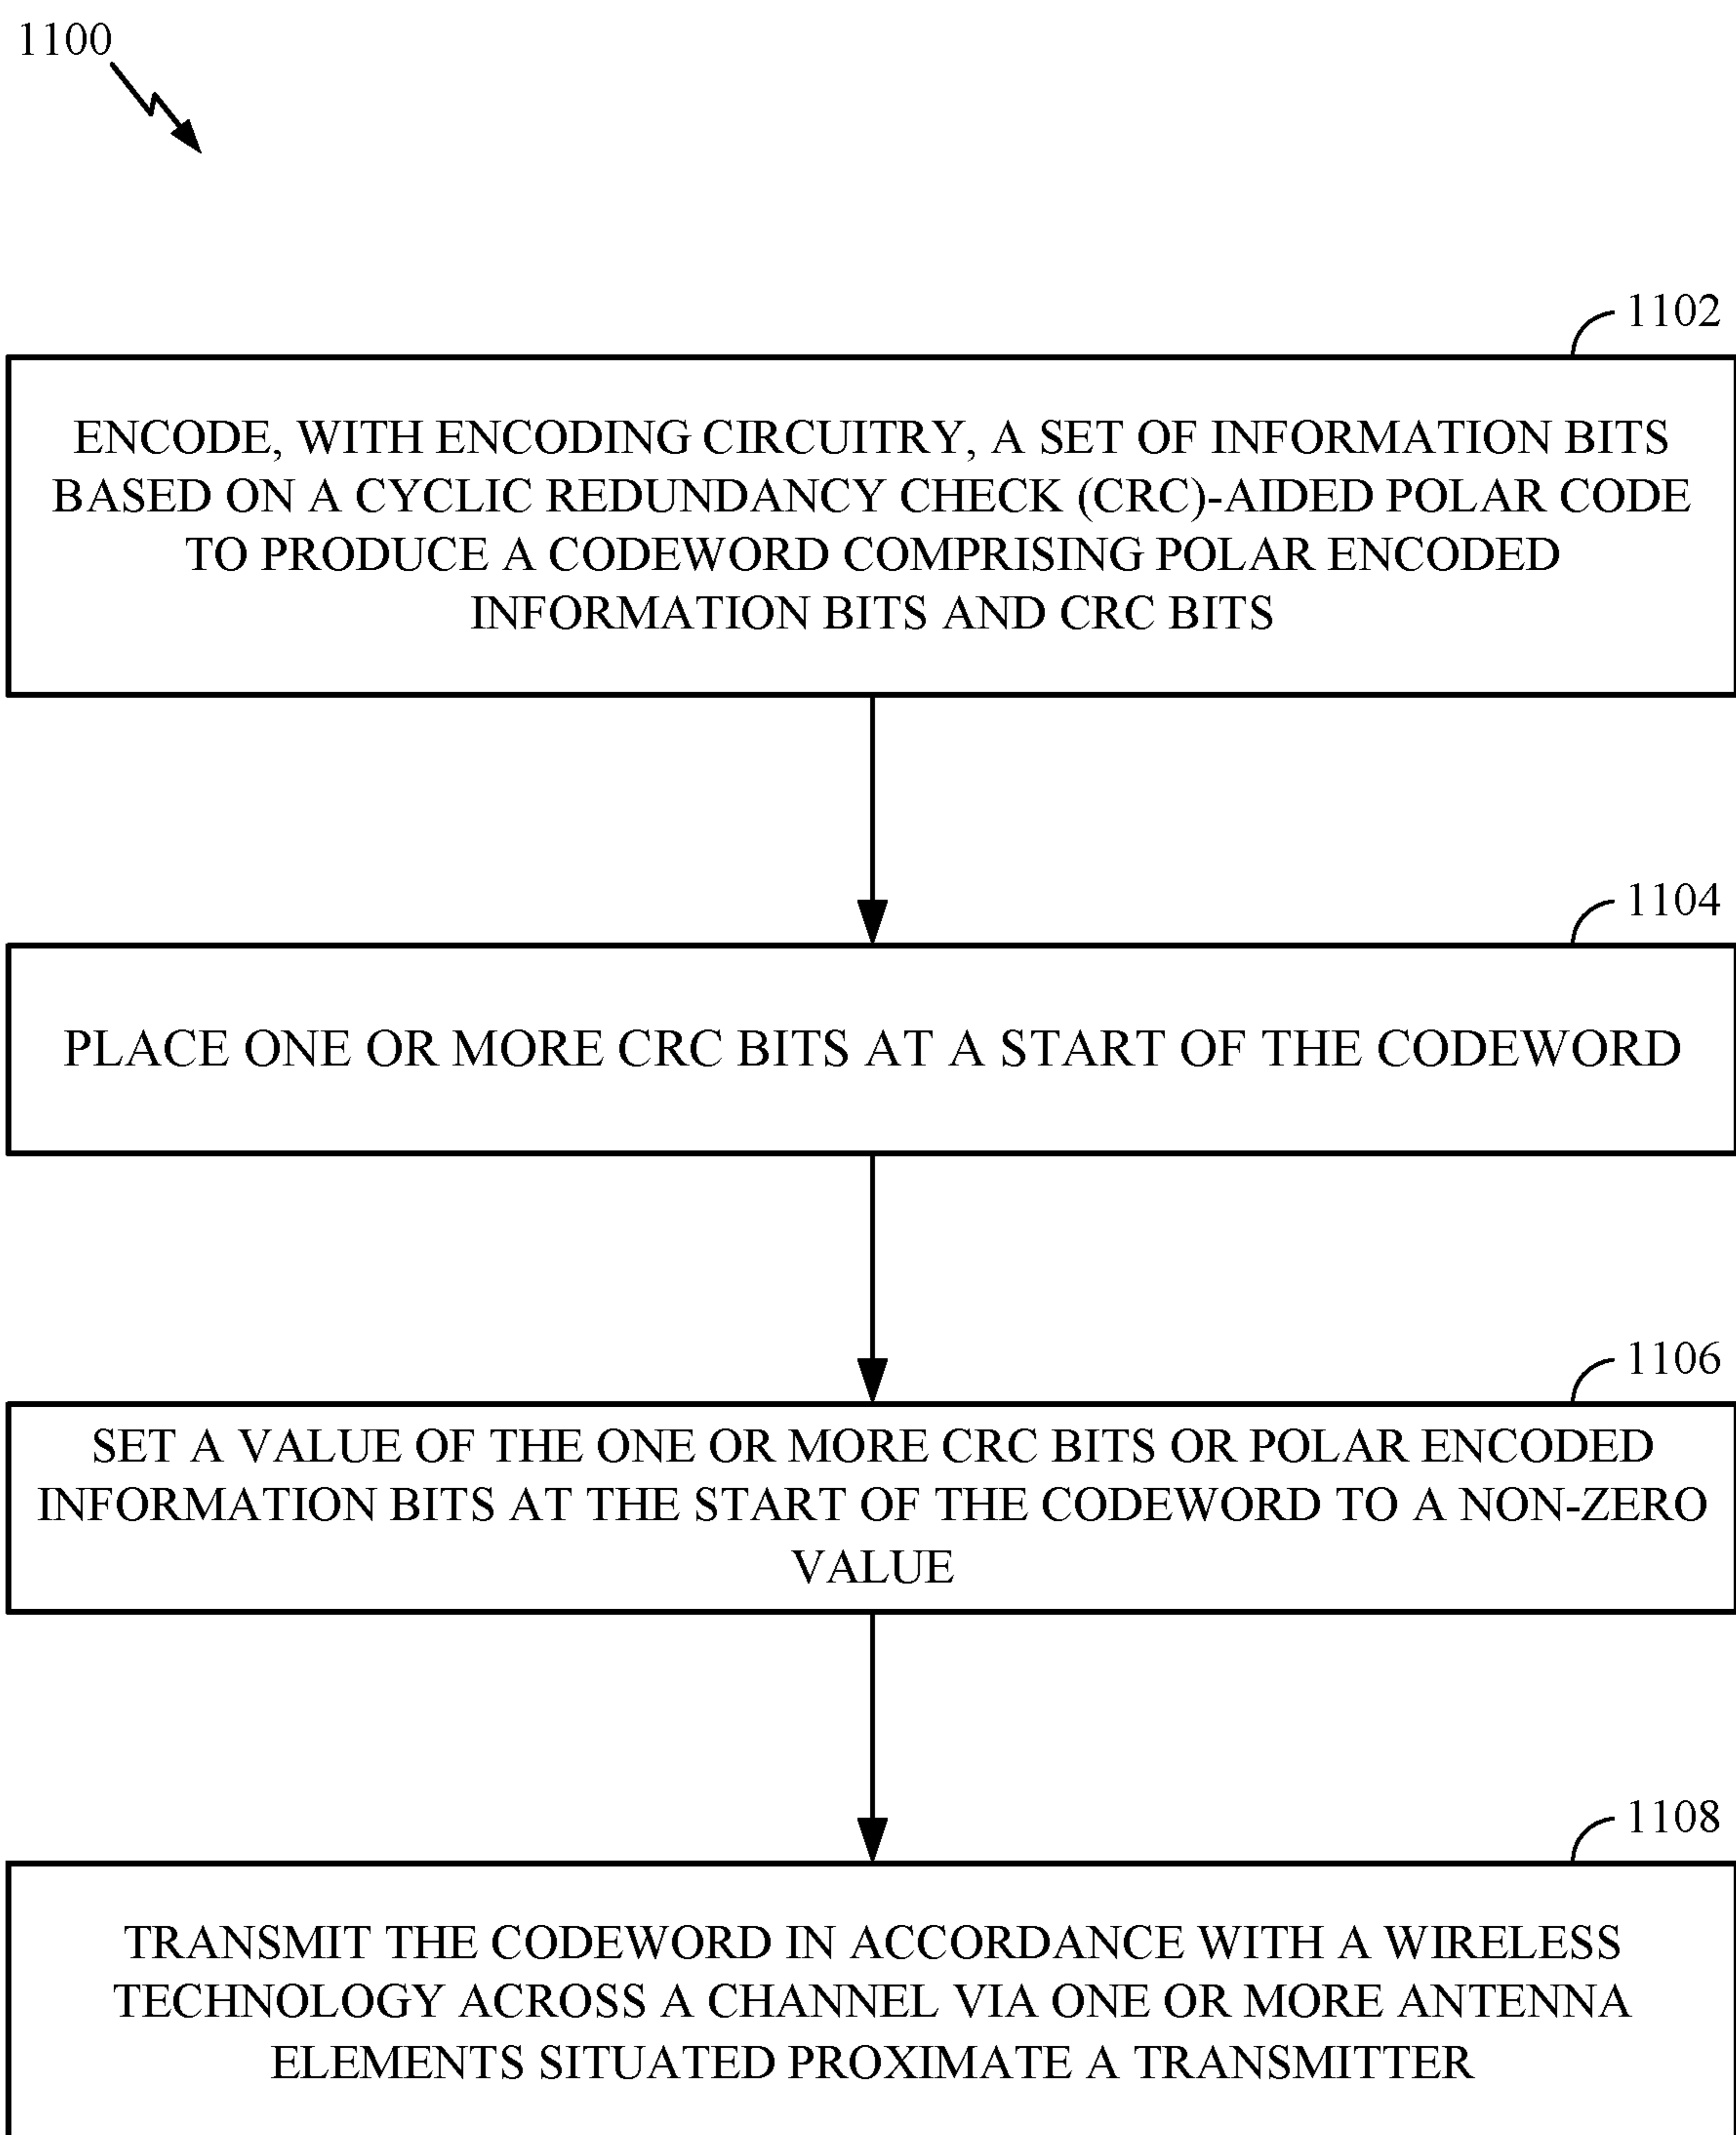 1100
1102
ENCODE, WITH ENCODING CIRCUITRY, A SET OF INFORMATION BITS
BASED ON A CYCLIC REDUNDANCY CHECK (CRC)-AIDED POLAR CODE
TO PRODUCE A CODEWORD COMPRISING POLAR ENCODED
INFORMATION BITS AND CRC BITS
1104
PLACE ONE OR MORE CRC BITS AT A START OF THE CODEWORD
1106
SET A VALUE OF THE ONE OR MORE CRC BITS OR POLAR ENCODED
INFORMATION BITS AT THE START OF THE CODEWORD TO A NON-ZERO
VALUE
1108
TRANSMIT THE CODEWORD IN ACCORDANCE WITH A WIRELESS
TECHNOLOGY ACROSS A CHANNEL VIA ONE OR MORE ANTENNA
ELEMENTS SITUATED PROXIMATE A TRANSMITTER